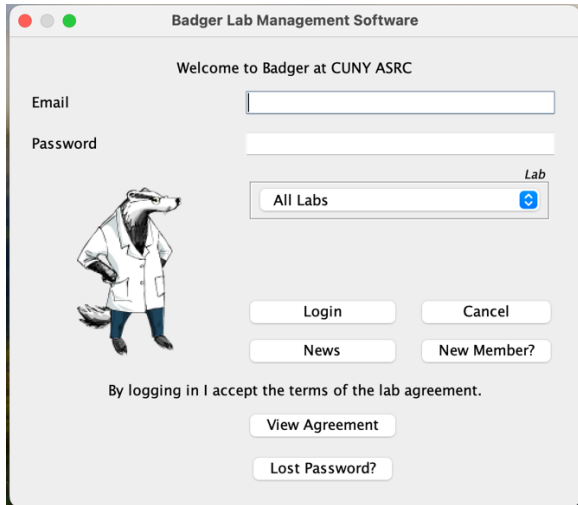 Badger Lab Management Software
Welcome to Badger at CUNY ASRC
Email
Password
Lab
All Labs
Login
Cancel
News
New Member?
By logging in I accept the terms of the lab agreement.
View Agreement
Lost Password?